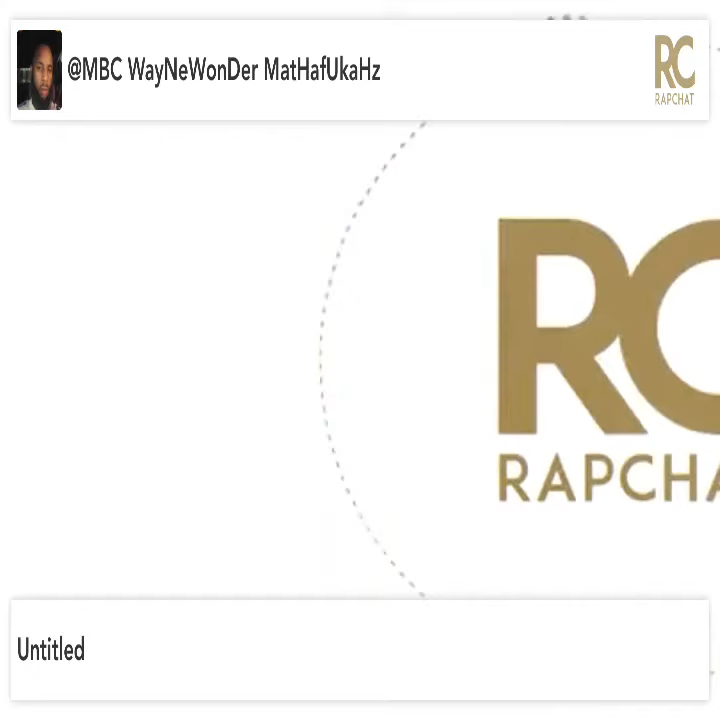 @MBC WayNeWonDer MatHafUkaHz
RC
RAPCHAT
RC
RAPCHA
Untitled